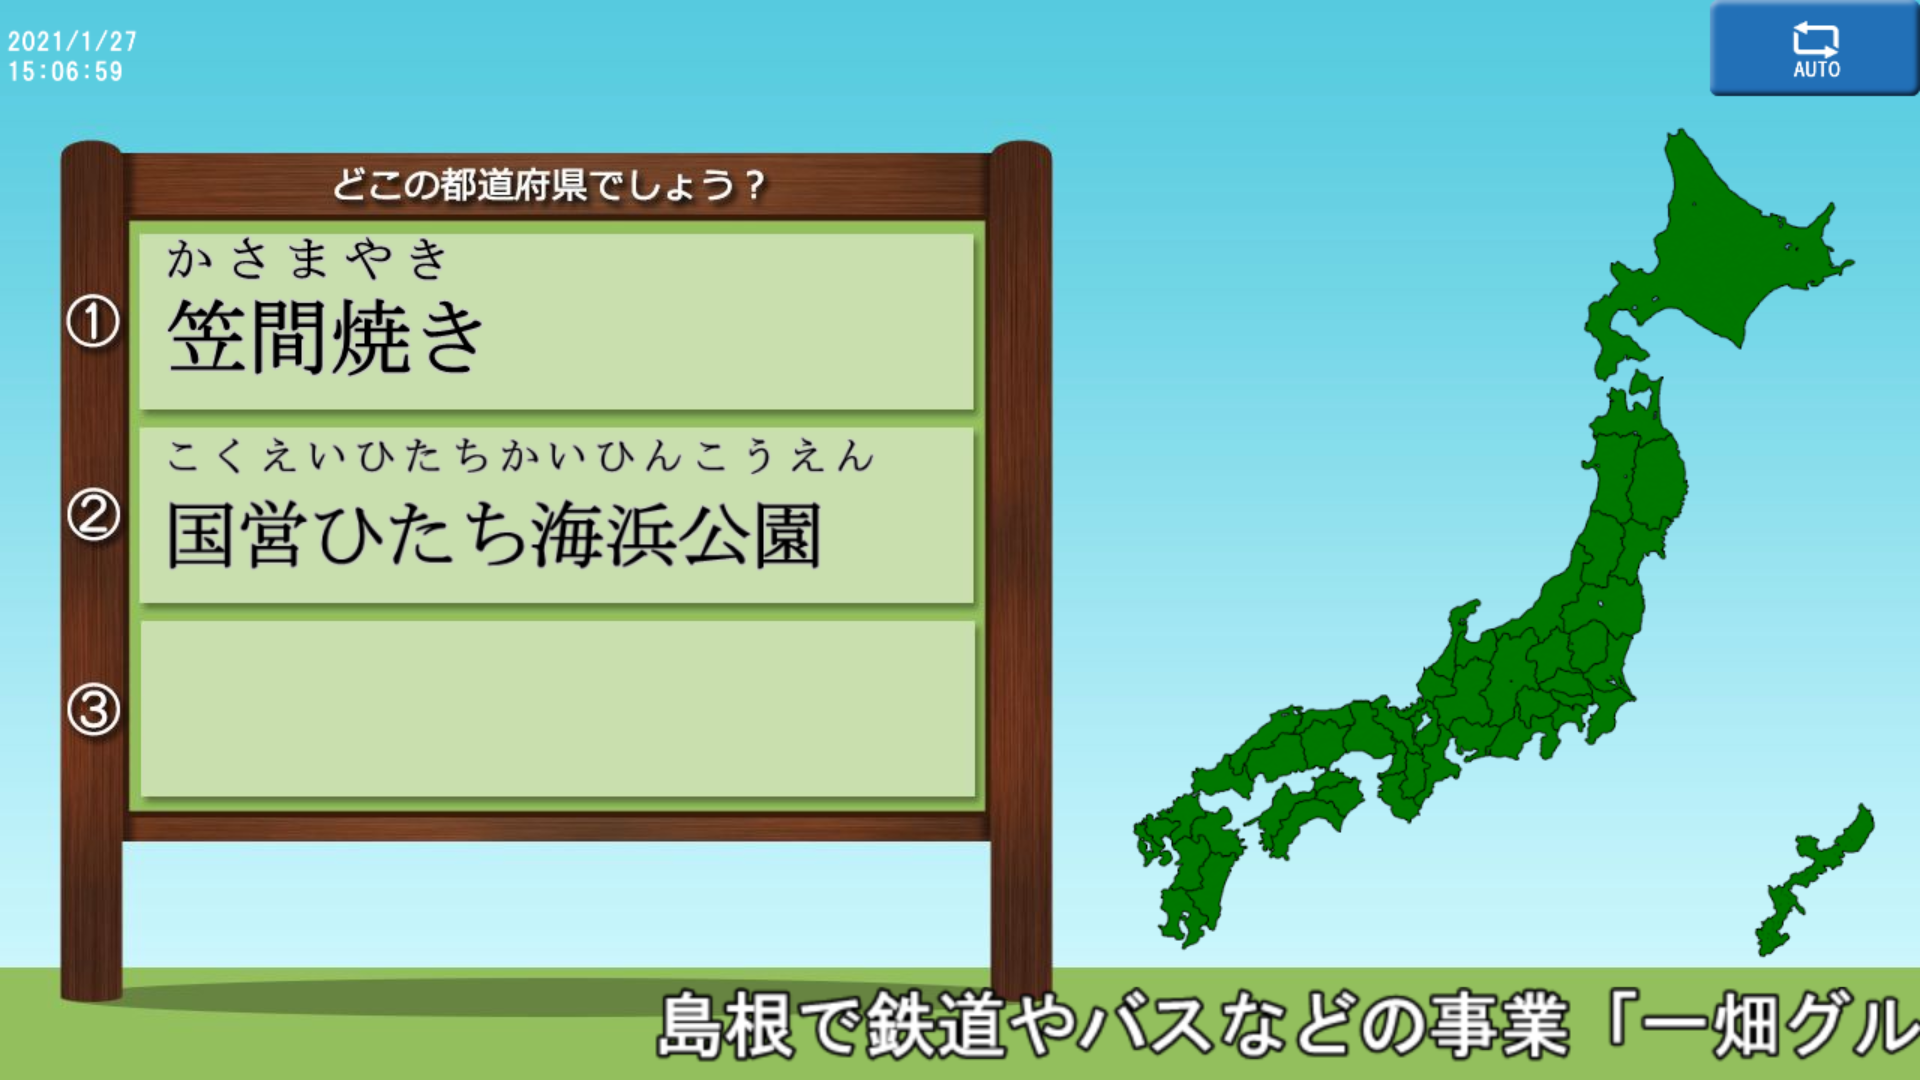 2021/1/27
15:06:59
AUTO
どこの都道府県でしょう？
①
かさまやき
笠間焼き
②
こくえいひたちかいひんこうえん
国営ひたち海浜公園
③
島根で鉄道やバスなどの事業「一畑グル